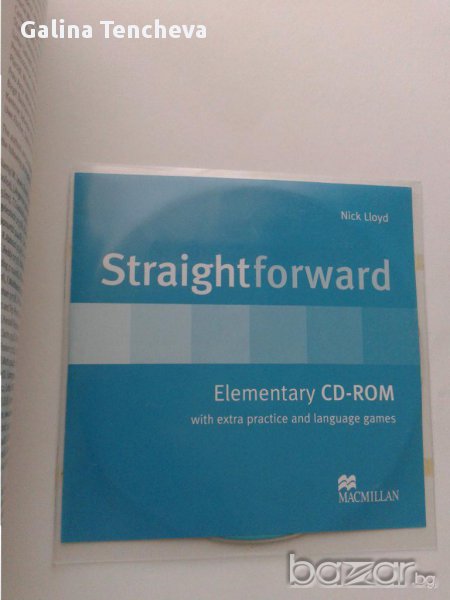 Galina Tencheva
Nick Lloyd
Straightforward
Elementary CD-ROM
with extra practice and language games
MACMILLAN
bazar.bg